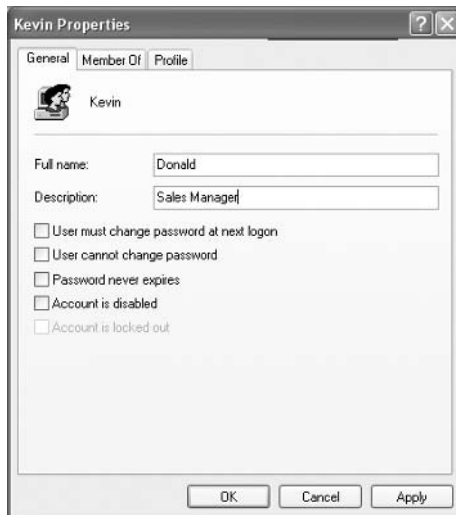 Kevin Properties
General Member Of Profile
Kevin
Full name: Donald
Description: Sales Manager
User must change password at next logon
User cannot change password
Password never expires
Account is disabled
Account is locked out
OK Cancel Apply